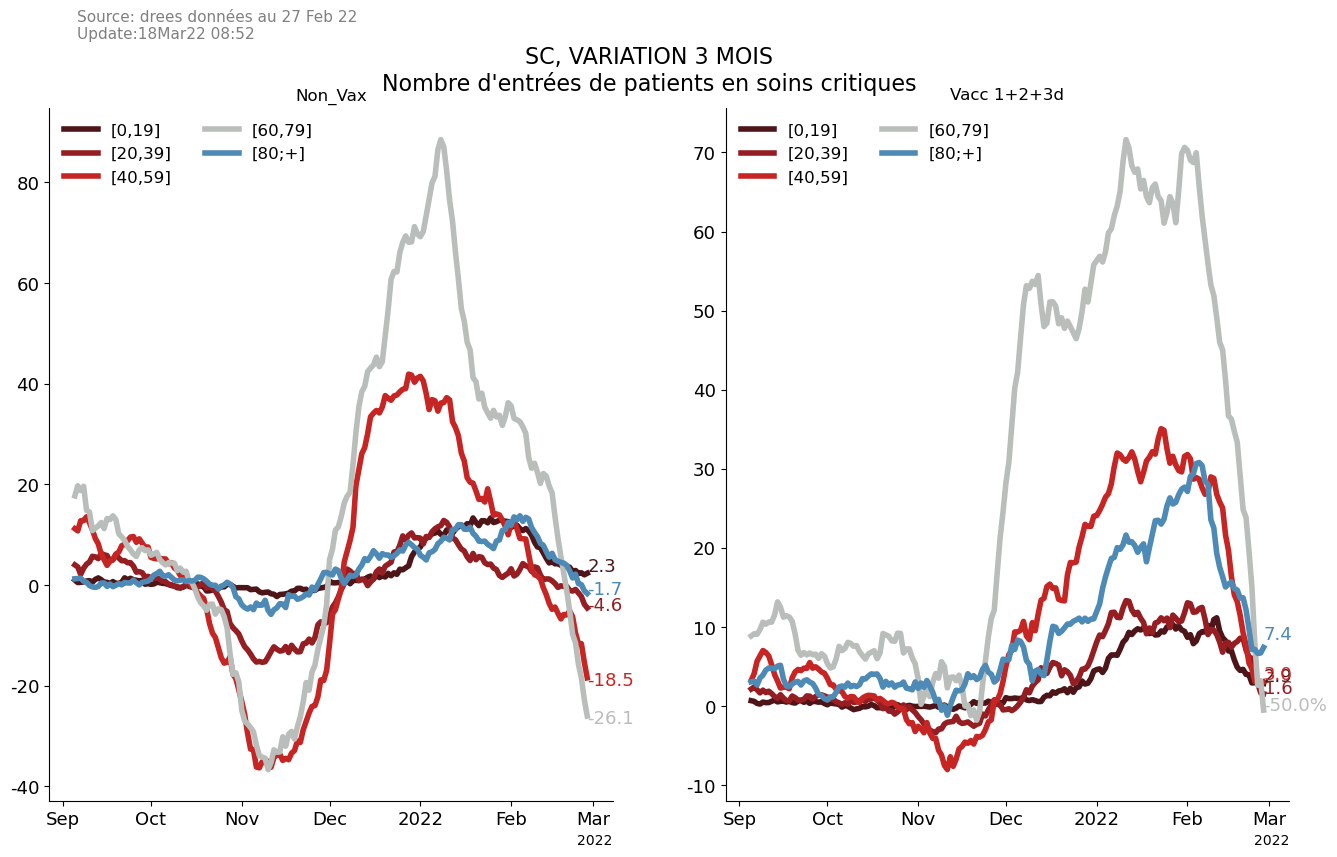 Source: drees données au 27 Feb 22
Update:18Mar22 08:52
SC, VARIATION 3 MOIS
Nombre d'entrées de patients en soins critiques
Non_Vax
[0,19]
[20,39]
[40,59]
[60,79]
[80;+]
80
60
40
20
0
-20
-40
2.3
-1.7
-4.6
-18.5
-26.1
Sep
Oct
Nov
Dec
2022
Feb
Mar
2022
Vacc 1+2+3d
[0,19]
[20,39]
[40,59]
[60,79]
[80;+]
70
60
50
40
30
20
10
0
-10
7.4
1.6
-50.0%
Sep
Oct
Nov
Dec
2022
Feb
Mar
2022